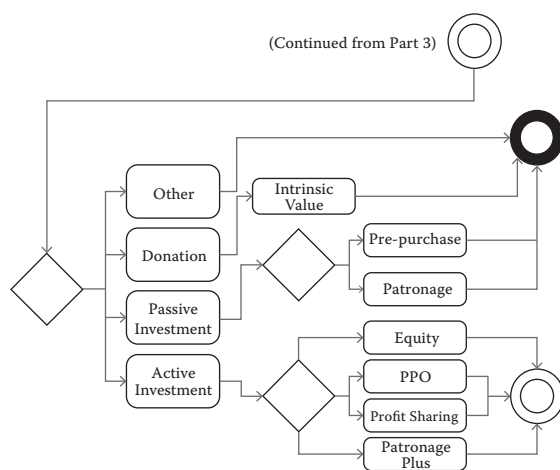 (Continued from Part 3)
Other
Intrinsic
Value
Donation
Pre-purchase
Passive
Investment
Patronage
Active
Investment
Equity
PPO
Profit Sharing
Patronage
Plus